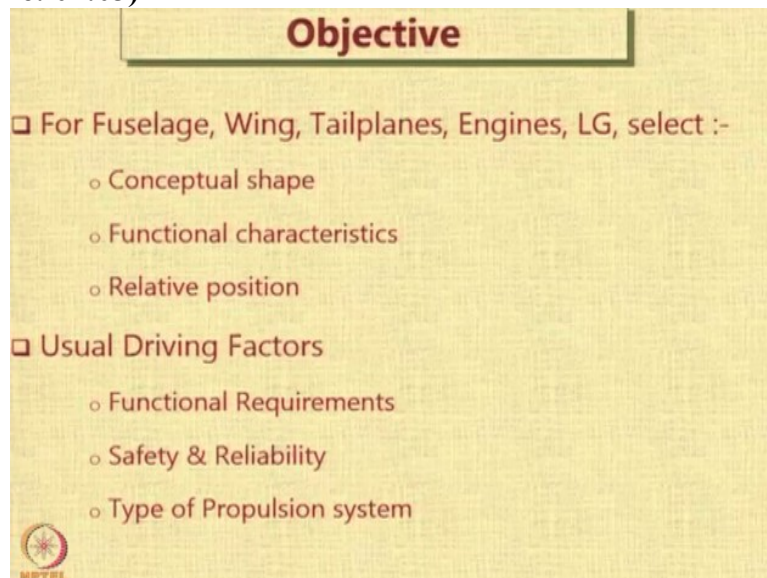 Objective
❑ For Fuselage, Wing, Tailplanes, Engines, LG, select :-
o Conceptual shape
o Functional characteristics
o Relative position
❑ Usual Driving Factors
o Functional Requirements
o Safety & Reliability
o Type of Propulsion system
NPTEL